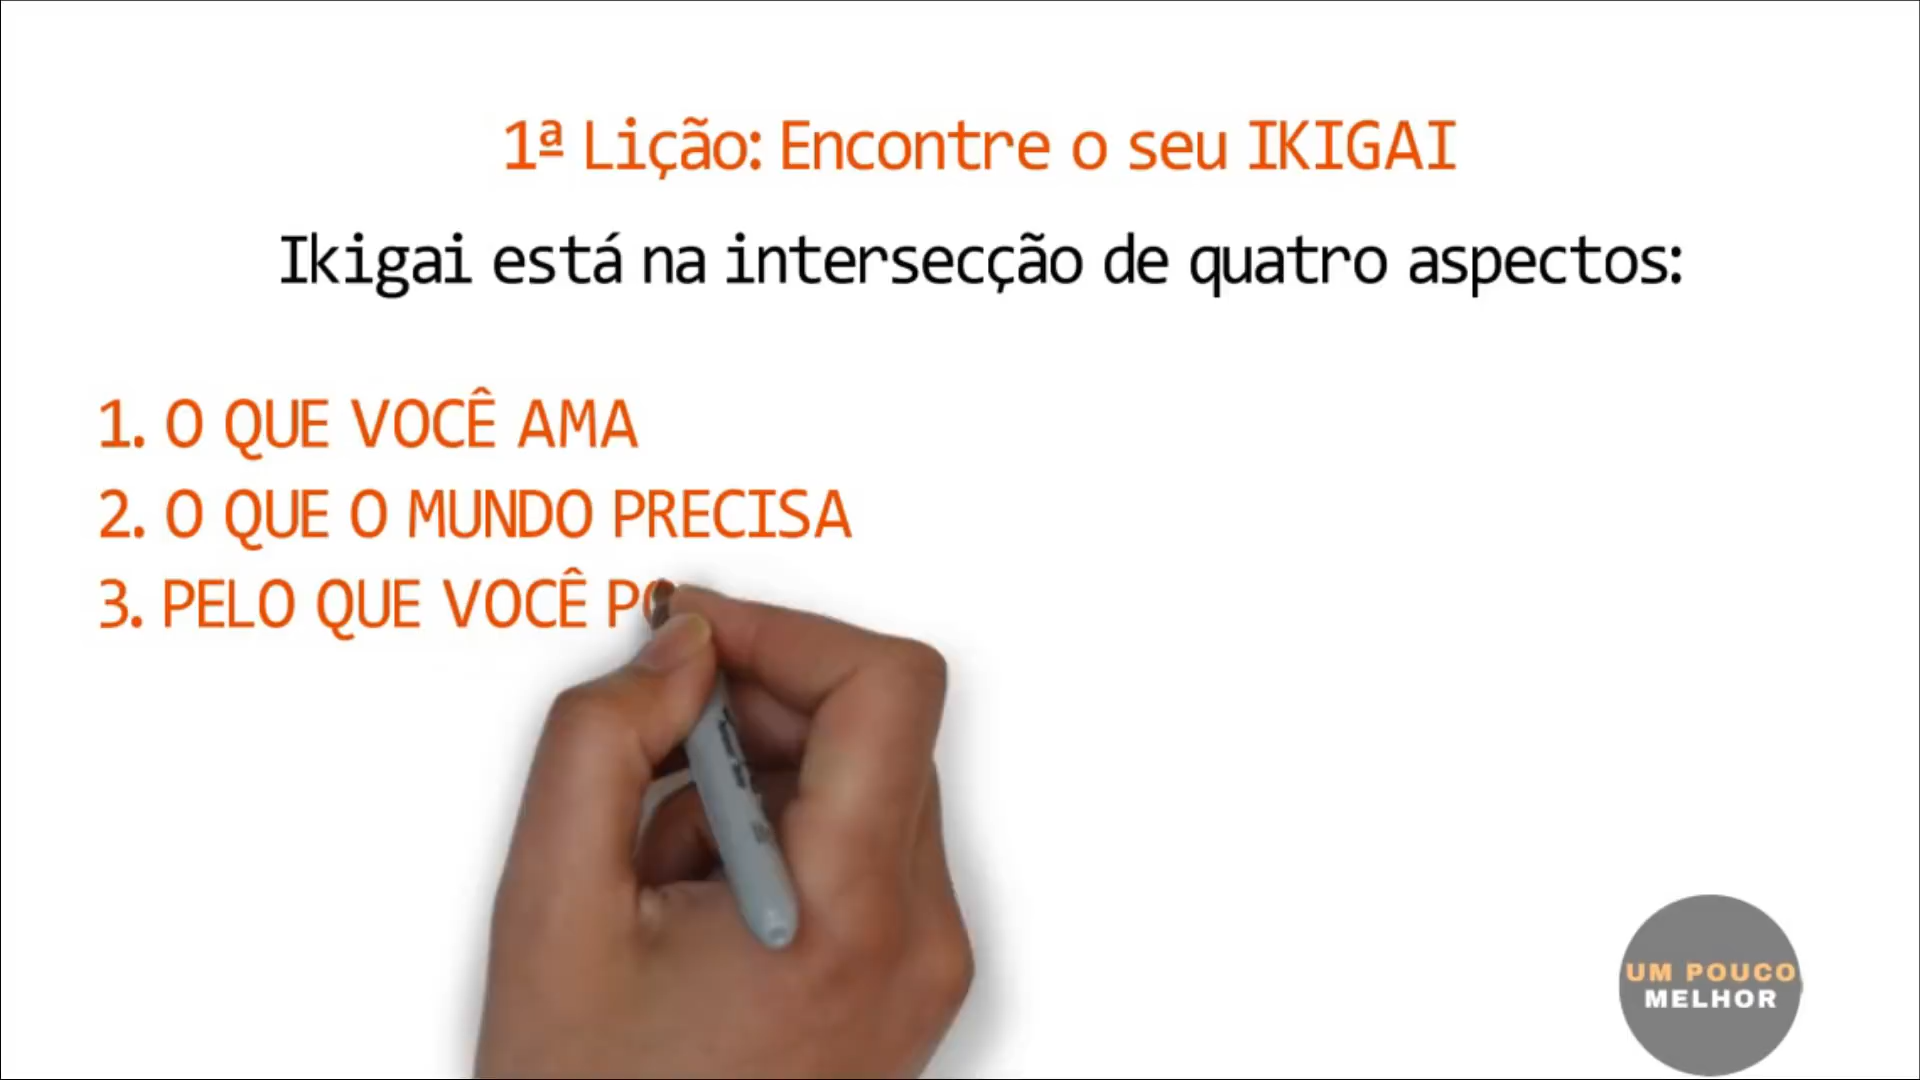 1ª Lição: Encontre o seu IKIGAI
Ikigai está na intersecção de quatro aspectos:
1. O QUE VOCÊ AMA
2. O QUE O MUNDO PRECISA
3. PELO QUE VOCÊ PO
UM POUCO
MELHOR